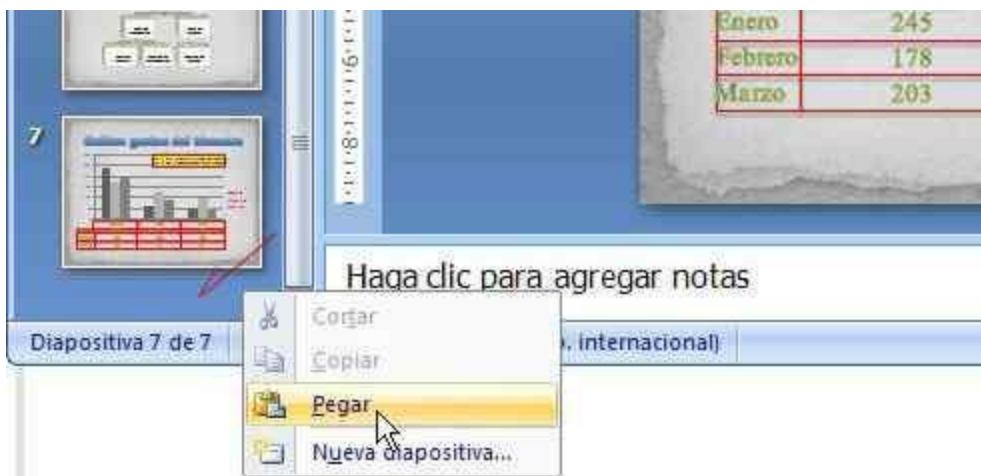 Enero 245
Febrero 178
Marzo 203
7
Haga clic para agregar notas
Diapositiva 7 de 7
. internacional)
Cortar
Copiar
Pegar
Nueva diapositiva...